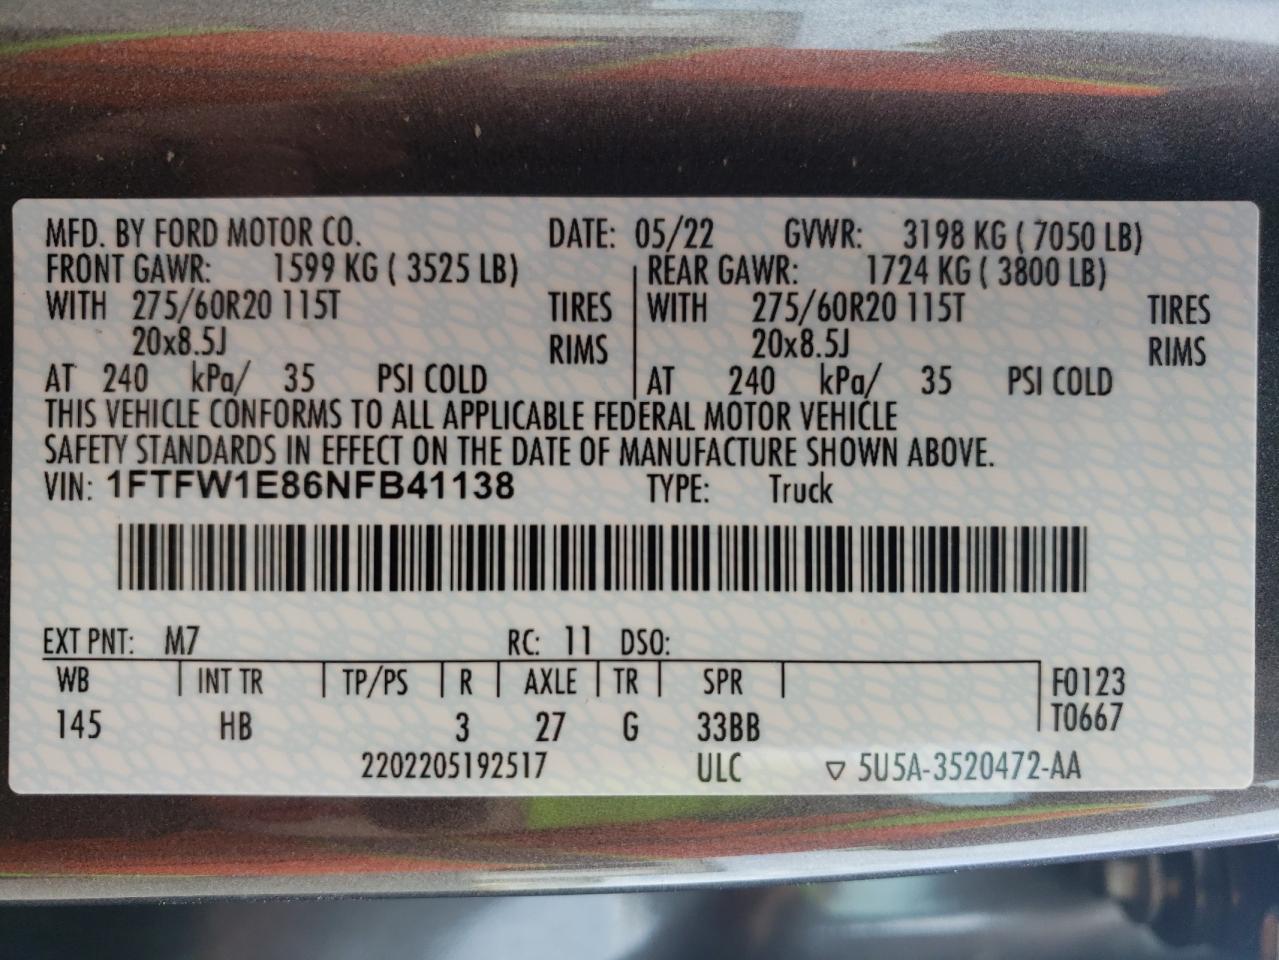 MFD. BY FORD MOTOR CO. DATE: 05/22 GVWR: 3198 KG ( 7050 LB)
FRONT GAWR: 1599 KG ( 3525 LB) REAR GAWR: 1724 KG ( 3800 LB)
WITH 275/60R20 115T TIRES WITH 275/60R20 115T TIRES
20x8.5J RIMS 20x8.5J RIMS
AT 240 kPa/ 35 PSI COLD AT 240 kPa/ 35 PSI COLD
THIS VEHICLE CONFORMS TO ALL APPLICABLE FEDERAL MOTOR VEHICLE
SAFETY STANDARDS IN EFFECT ON THE DATE OF MANUFACTURE SHOWN ABOVE.
VIN: 1FTFW1E86NFB41138 TYPE: Truck
EXT PNT: M7 RC: 11 DSO:
WB INT TR TP/PS R AXLE TR SPR F0123
145 HB 3 27 G 33BB T0667
2202205192517 ULC ▽ 5U5A-3520472-AA